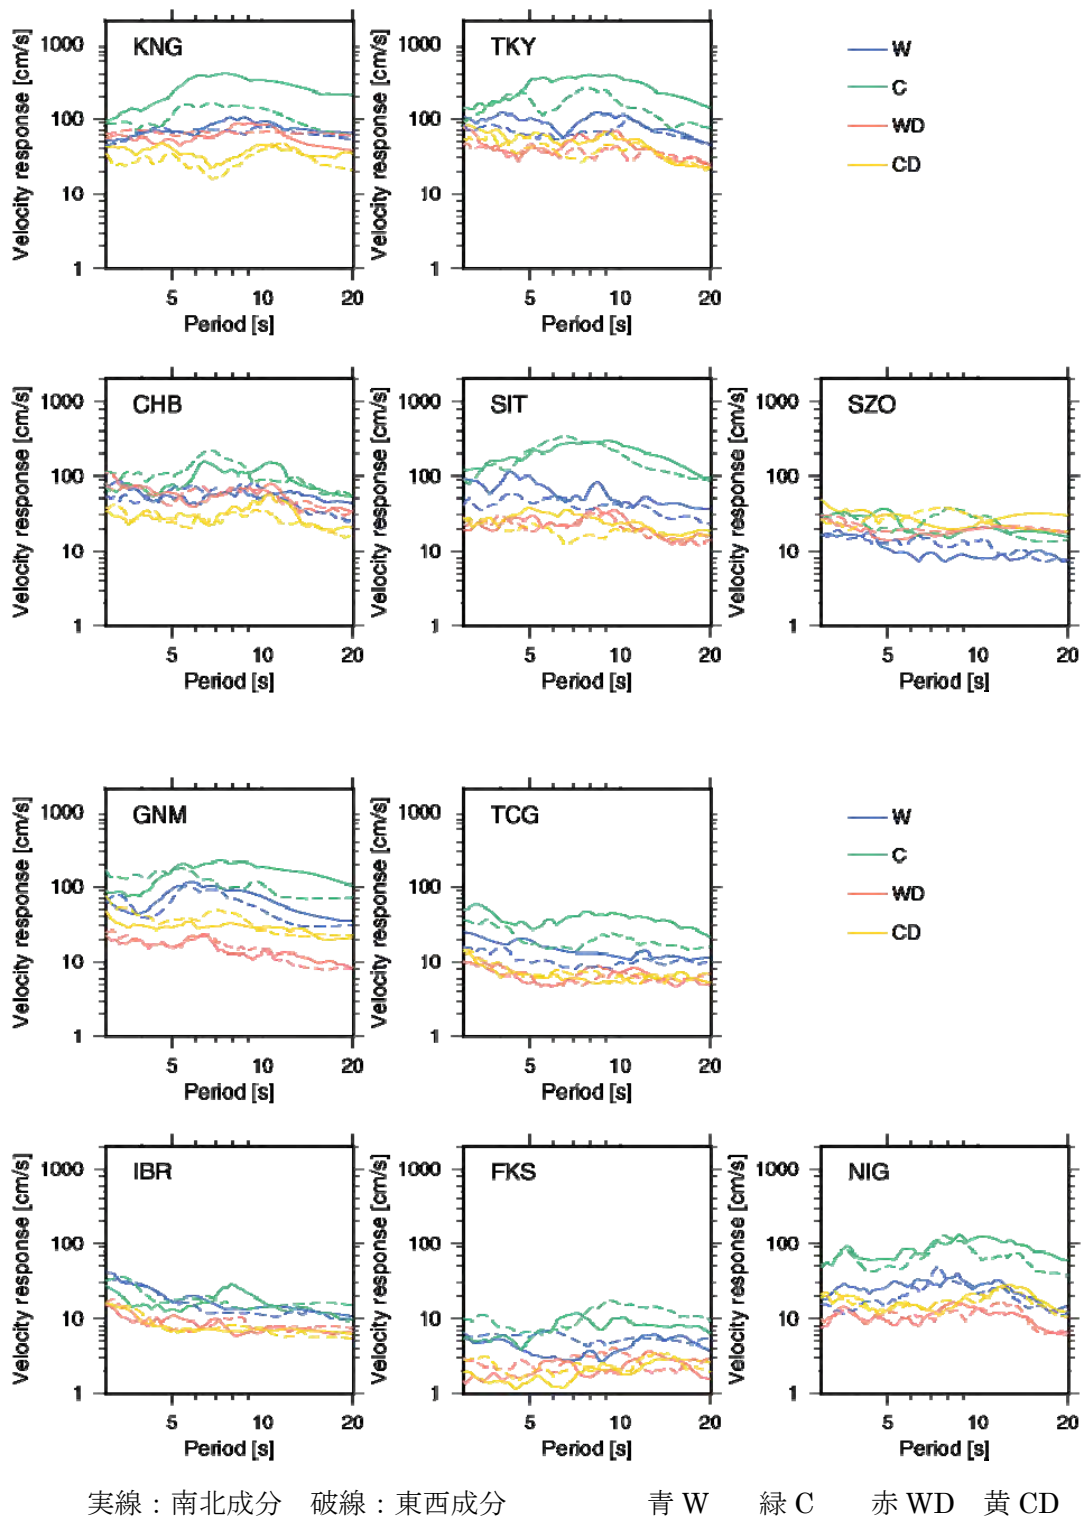 Velocity response [cm/s]
1000
100
10
1
KNG
5 10 20
Period [s]
Velocity response [cm/s]
1000
100
10
1
TKY
5 10 20
Period [s]
W
C
WD
CD
Velocity response [cm/s]
1000
100
10
1
CHB
5 10 20
Period [s]
Velocity response [cm/s]
1000
100
10
1
SIT
5 10 20
Period [s]
Velocity response [cm/s]
1000
100
10
1
SZO
5 10 20
Period [s]
Velocity response [cm/s]
1000
100
10
1
GNM
5 10 20
Period [s]
Velocity response [cm/s]
1000
100
10
1
TCG
5 10 20
Period [s]
W
C
WD
CD
Velocity response [cm/s]
1000
100
10
1
IBR
5 10 20
Period [s]
Velocity response [cm/s]
1000
100
10
1
FKS
5 10 20
Period [s]
Velocity response [cm/s]
1000
100
10
1
NIG
5 10 20
Period [s]
実線：南北成分　破線：東西成分　青 W　緑 C　赤 WD　黄 CD